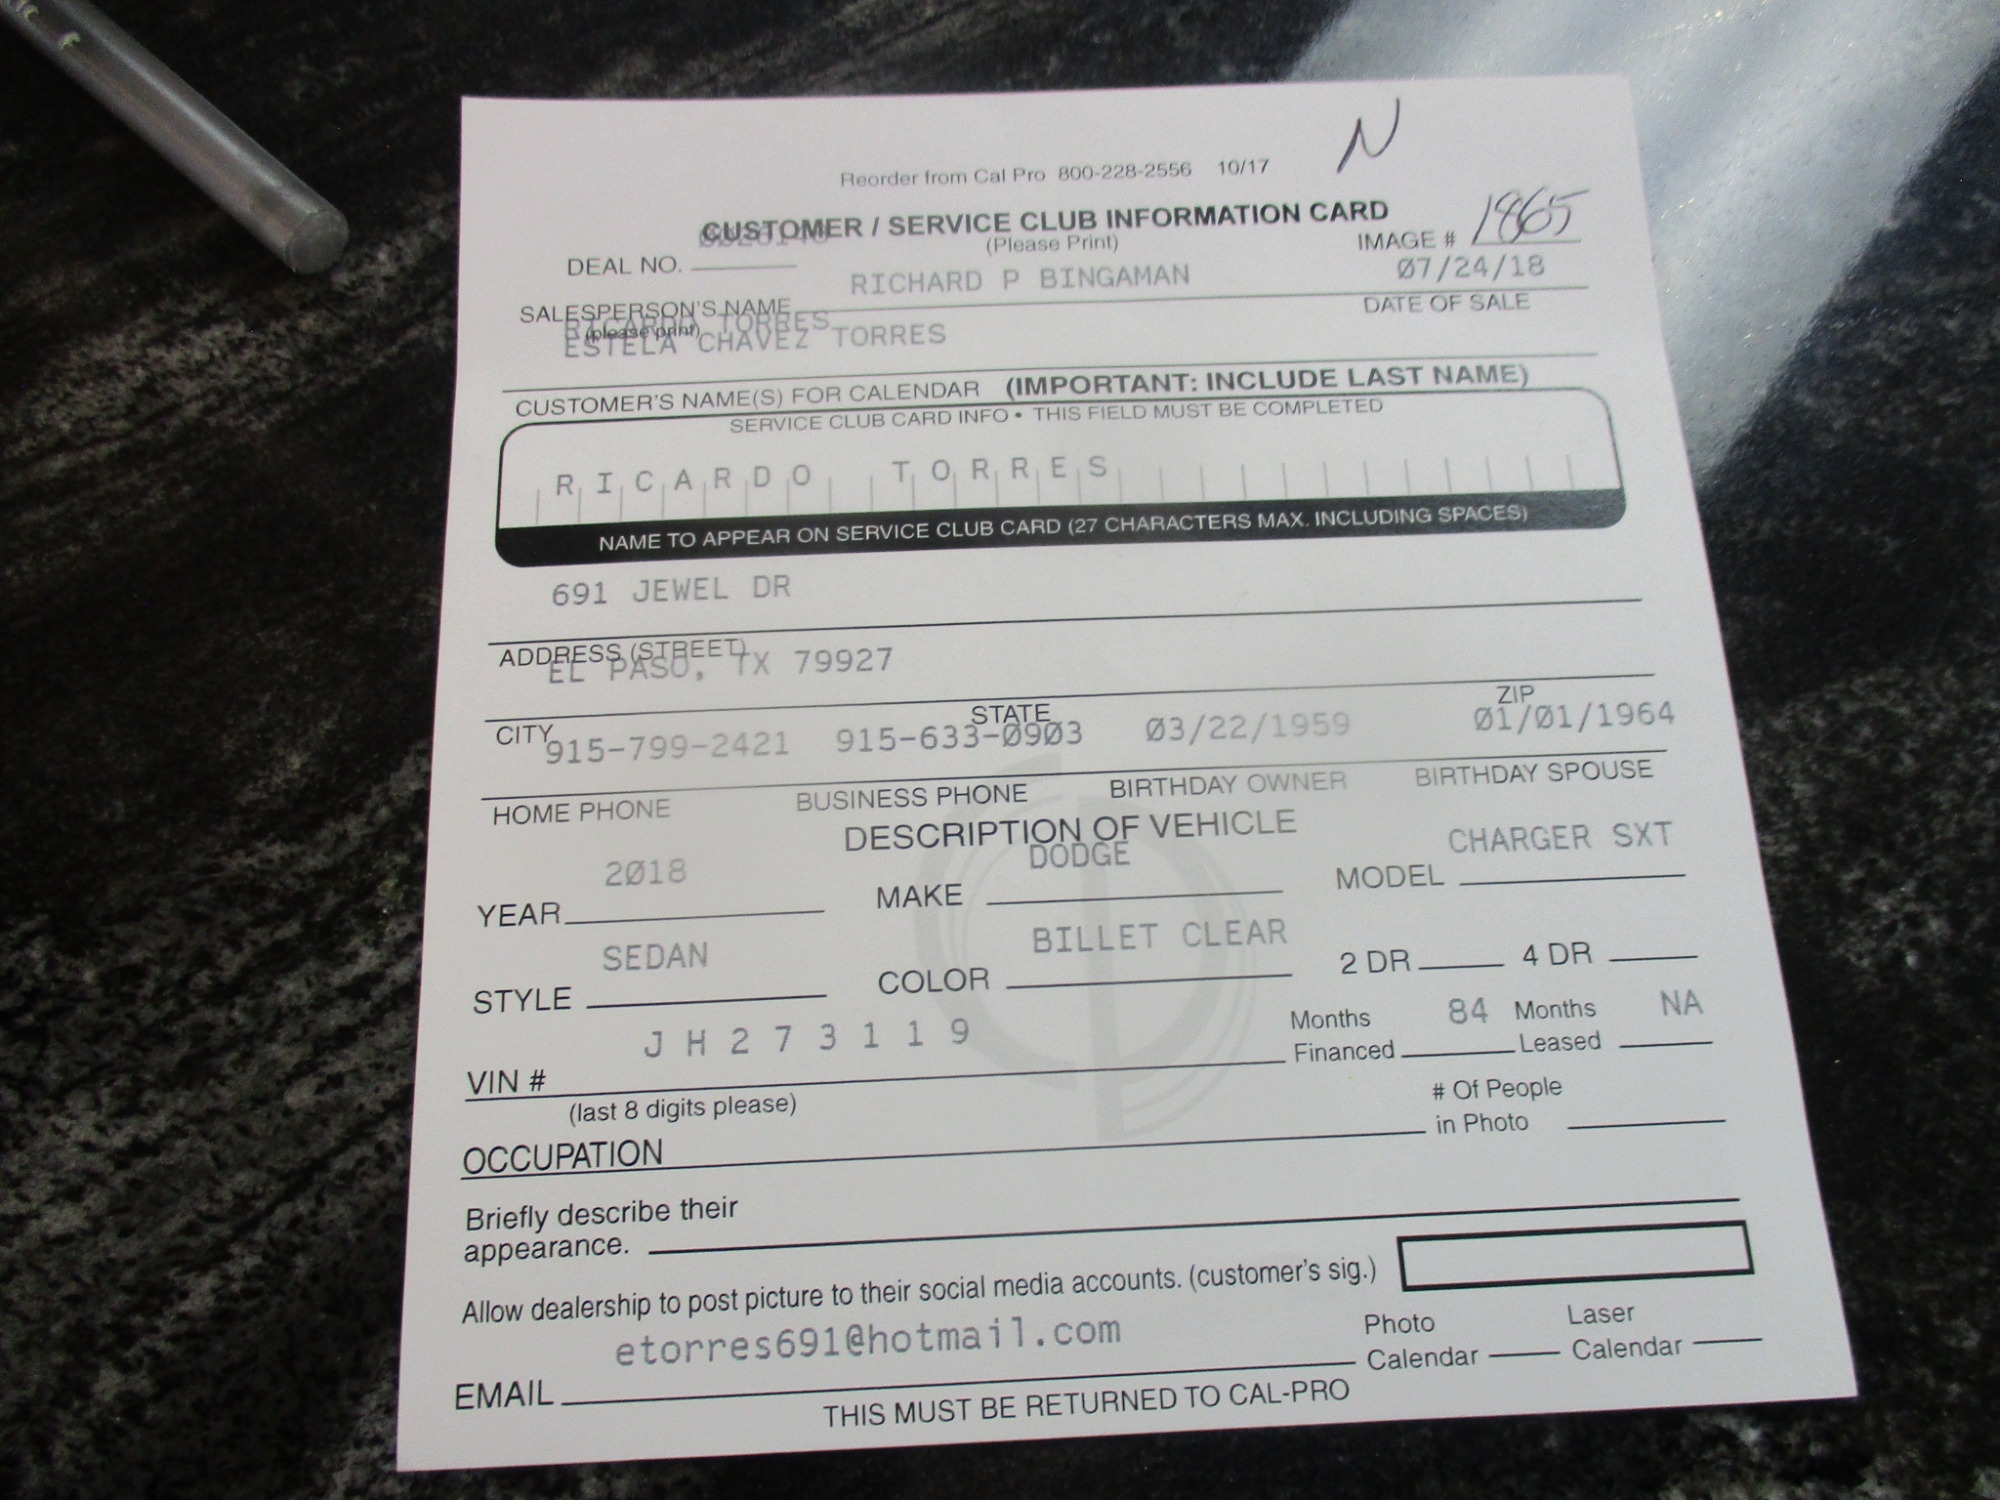 N
Reorder from Cal Pro 800-228-2556 10/17
CUSTOMER / SERVICE CLUB INFORMATION CARD
(Please Print)
IMAGE # 1865
DEAL NO.
RICHARD P BINGAMAN
07/24/18
SALESPERSON'S NAME
DATE OF SALE
(please print)
RICARDO TORRES
ESTELA CHAVEZ TORRES
CUSTOMER'S NAME(S) FOR CALENDAR (IMPORTANT: INCLUDE LAST NAME)
SERVICE CLUB CARD INFO • THIS FIELD MUST BE COMPLETED
RICARDO TORRES
NAME TO APPEAR ON SERVICE CLUB CARD (27 CHARACTERS MAX. INCLUDING SPACES)
691 JEWEL DR
ADDRESS (STREET)
EL PASO, TX 79927
CITY STATE ZIP
915-799-2421 915-633-0903 03/22/1959 01/01/1964
HOME PHONE BUSINESS PHONE BIRTHDAY OWNER BIRTHDAY SPOUSE
DESCRIPTION OF VEHICLE
2018 DODGE CHARGER SXT
YEAR MAKE MODEL
SEDAN BILLET CLEAR
STYLE COLOR 2 DR 4 DR
JH273119
Months Financed 84 Months Leased NA
VIN #
(last 8 digits please)
# Of People
in Photo
OCCUPATION
Briefly describe their
appearance.
Allow dealership to post picture to their social media accounts. (customer's sig.)
etorres691@hotmail.com
EMAIL
Photo Calendar Laser Calendar
THIS MUST BE RETURNED TO CAL-PRO